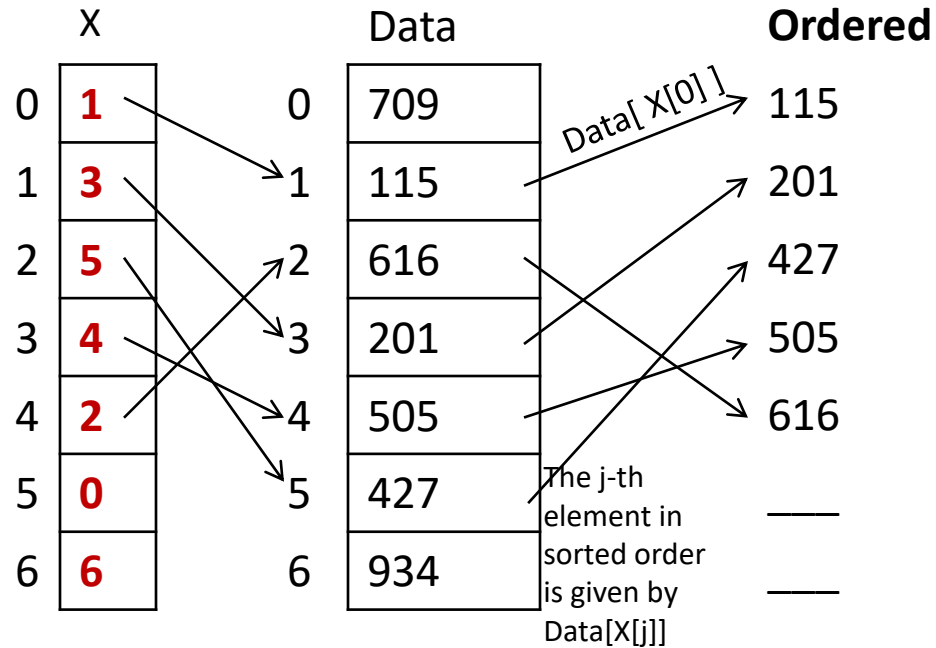 X Data Ordered
0 1 0 709 Data[ X[0] ] 115
1 3 1 115 201
2 5 2 616 427
3 4 3 201 505
4 2 4 505 616
5 0 5 427 ___
6 6 6 934 ___
The j-th
element in
sorted order
is given by
Data[X[j]]